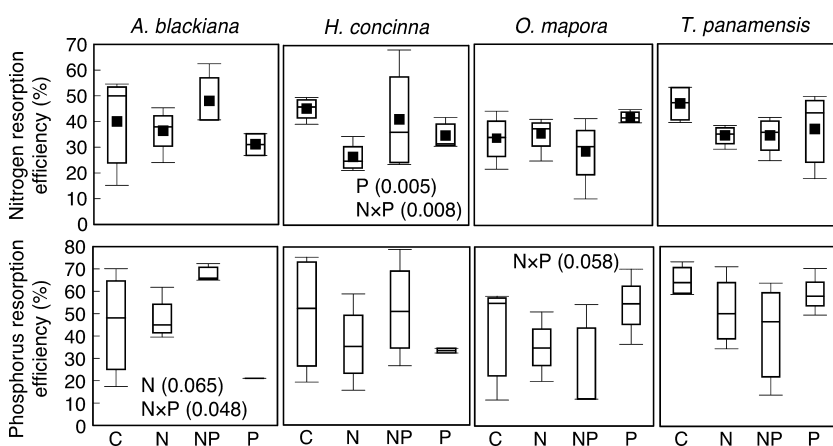 A. blackiana H. concinna O. mapora T. panamensis
Nitrogen resorption
efficiency (%)
70
60
50
40
30
20
10
0
P (0.005)
N×P (0.008)
Phosphorus resorption
efficiency (%)
80
70
60
50
40
30
20
10
0
N (0.065)
N×P (0.048)
N×P (0.058)
C N NP P C N NP P C N NP P C N NP P